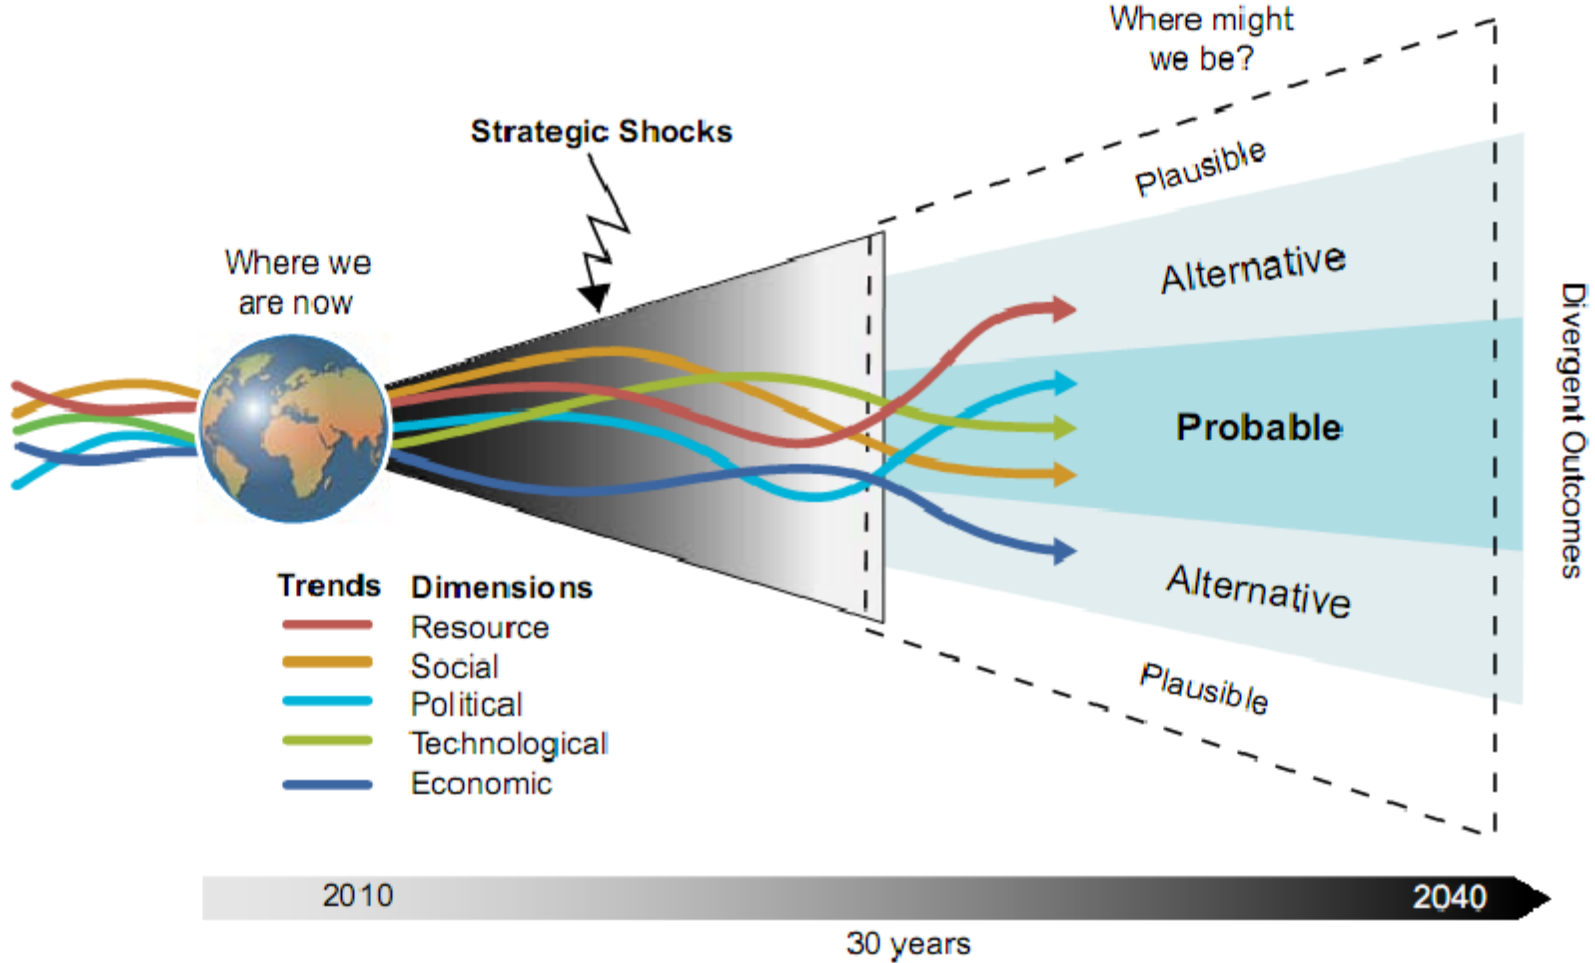 Where might
we be?
Strategic Shocks
Plausible
Where we
are now
Alternative
Divergent Outcomes
Probable
Alternative
Plausible
Trends Dimensions
Resource
Social
Political
Technological
Economic
2010
2040
30 years